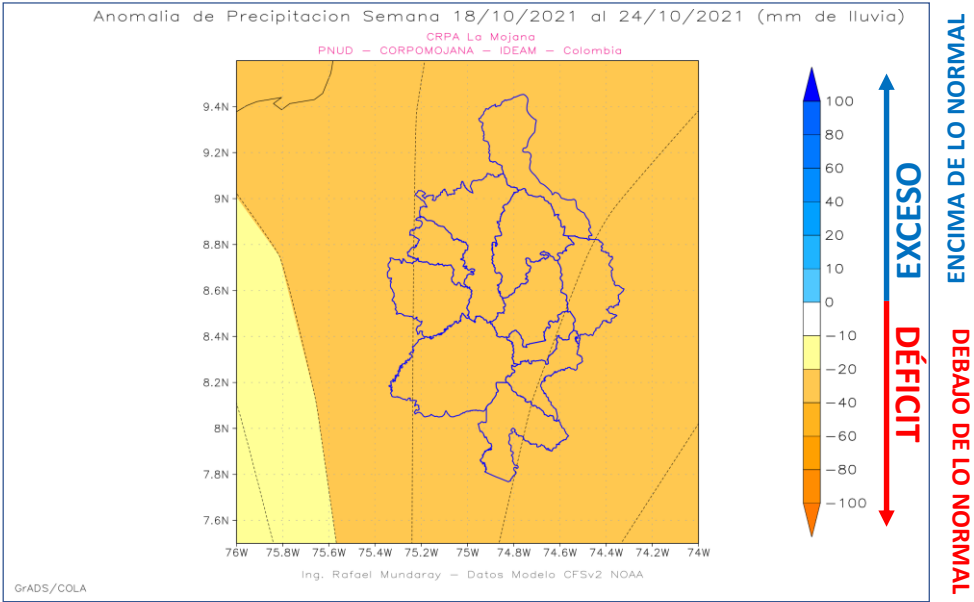 Anomalia de Precipitacion Semana 18/10/2021 al 24/10/2021 (mm de lluvia)
CRPA La Mojana
PNUD – CORPOMOJANA – IDEAM – Colombia
9.4N
9.2N
9N
8.8N
8.6N
8.4N
8.2N
8N
7.8N
7.6N
76W 75.8W 75.6W 75.4W 75.2W 75W 74.8W 74.6W 74.4W 74.2W 74W
100
80
60
40
20
10
0
−10
−20
−40
−60
−80
−100
EXCESO
DÉFICIT
ENCIMA DE LO NORMAL
DEBAJO DE LO NORMAL
Ing. Rafael Mundaray – Datos Modelo CFSv2 NOAA
GrADS/COLA